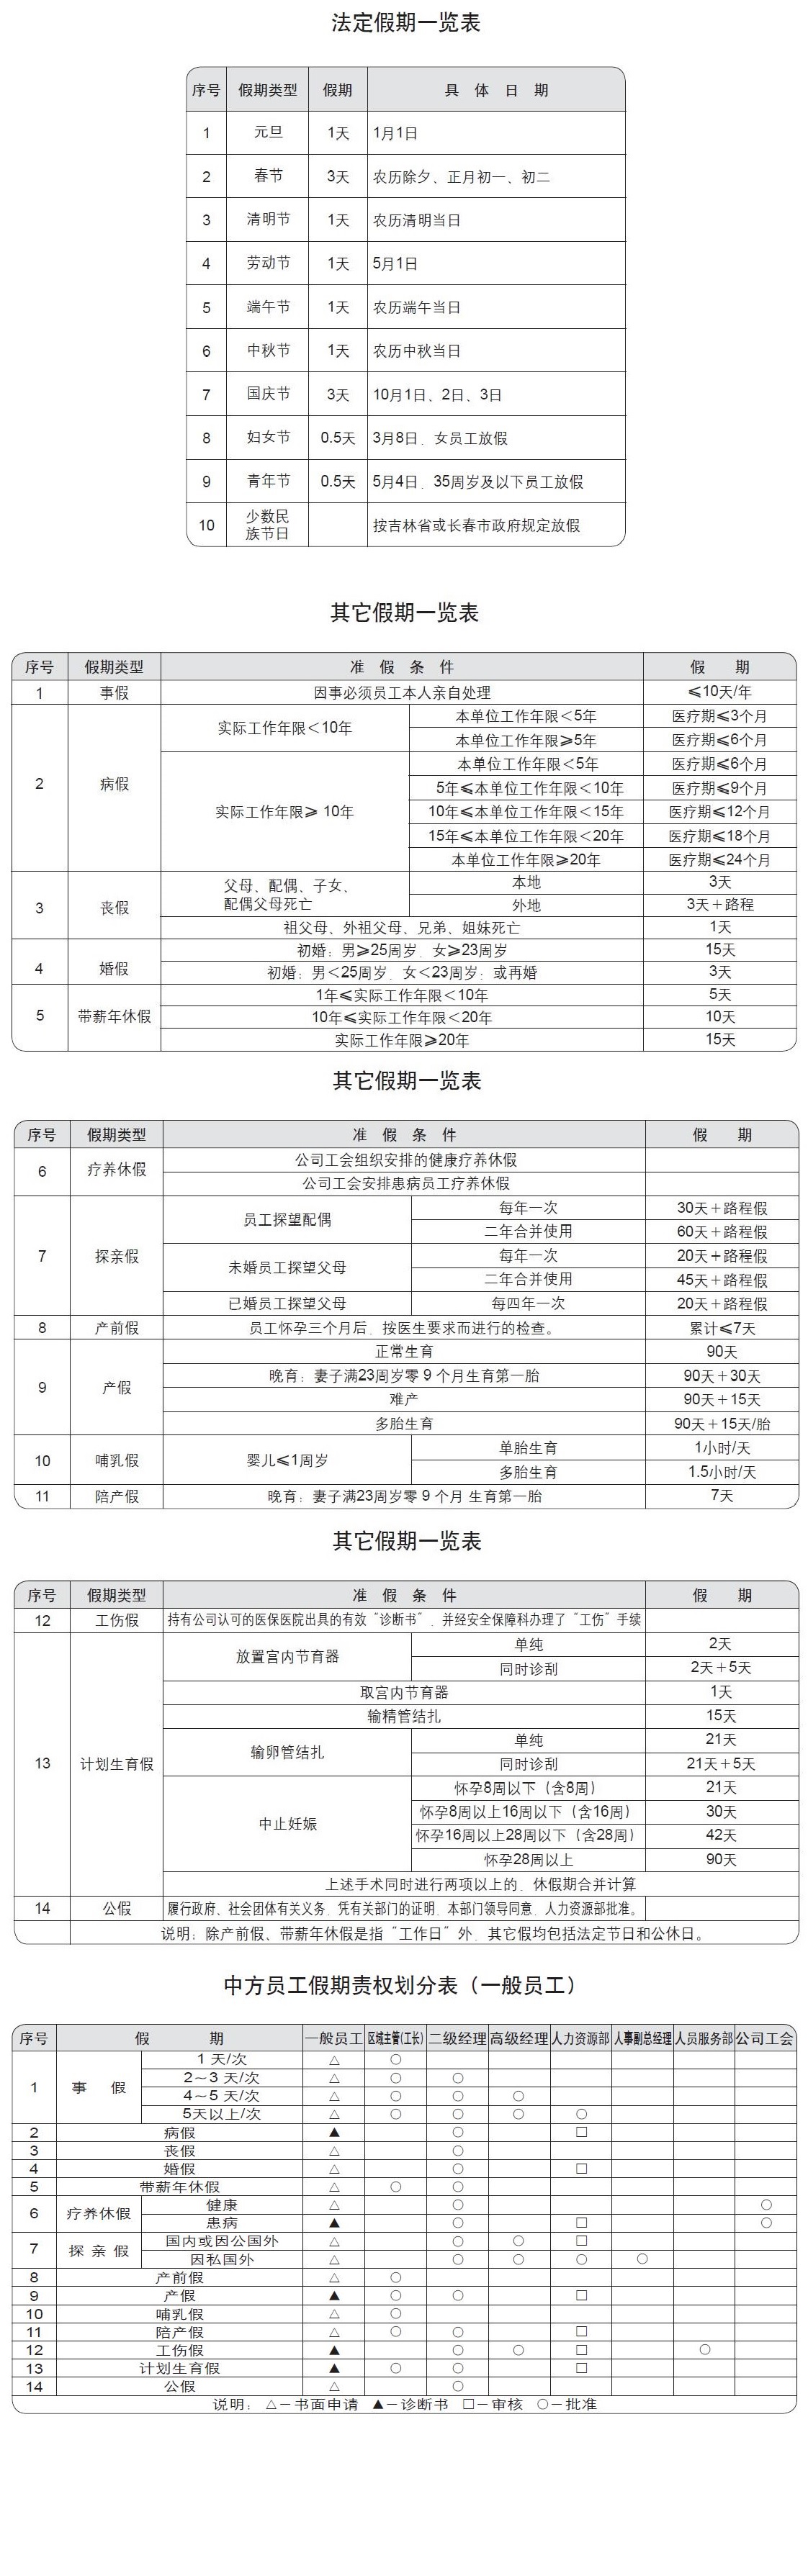 法定假期一览表
序号 假期类型 假期 具 体 日 期
1 元旦 1天 1月1日
2 春节 3天 农历除夕、正月初一、初二
3 清明节 1天 农历清明当日
4 劳动节 1天 5月1日
5 端午节 1天 农历端午当日
6 中秋节 1天 农历中秋当日
7 国庆节 3天 10月1日、2日、3日
8 妇女节 0.5天 3月8日，女员工放假
9 青年节 0.5天 5月4日，35周岁及以下员工放假
10 少数民族节日 按吉林省或长春市政府规定放假
其它假期一览表
序号 假期类型 准 假 条 件 假 期
1 事假 因事必须员工本人亲自处理 ≤10天/年
2 病假 实际工作年限＜10年 本单位工作年限＜5年 医疗期≤3个月
本单位工作年限≥5年 医疗期≤6个月
实际工作年限≥ 10年 本单位工作年限＜5年 医疗期≤6个月
5年≤本单位工作年限＜10年 医疗期≤9个月
10年≤本单位工作年限＜15年 医疗期≤12个月
15年≤本单位工作年限＜20年 医疗期≤18个月
本单位工作年限≥20年 医疗期≤24个月
3 丧假 父母、配偶、子女、配偶父母死亡 本地 3天
外地 3天＋路程
祖父母、外祖父母、兄弟、姐妹死亡 1天
4 婚假 初婚：男≥25周岁，女≥23周岁 15天
初婚：男＜25周岁，女＜23周岁；或再婚 3天
5 带薪年休假 1年≤实际工作年限＜10年 5天
10年≤实际工作年限＜20年 10天
实际工作年限≥20年 15天
其它假期一览表
序号 假期类型 准 假 条 件 假 期
6 疗养休假 公司工会组织安排的健康疗养休假
公司工会安排患病员工疗养休假
7 探亲假 员工探望配偶 每年一次 30天＋路程假
二年合并使用 60天＋路程假
未婚员工探望父母 每年一次 20天＋路程假
二年合并使用 45天＋路程假
已婚员工探望父母 每四年一次 20天＋路程假
8 产前假 员工怀孕三个月后，按医生要求而进行的检查。 累计≤7天
9 产假 正常生育 90天
晚育：妻子满23周岁零 9 个月生育第一胎 90天＋30天
难产 90天＋15天
多胎生育 90天＋15天/胎
10 哺乳假 婴儿≤1周岁 单胎生育 1小时/天
多胎生育 1.5小时/天
11 陪产假 晚育：妻子满23周岁零 9 个月 生育第一胎 7天
其它假期一览表
序号 假期类型 准 假 条 件 假 期
12 工伤假 持有公司认可的医保医院出具的有效“诊断书”，并经安全保障科办理了“工伤”手续
13 计划生育假 放置宫内节育器 单纯 2天
同时诊刮 2天＋5天
取宫内节育器 1天
输精管结扎 15天
输卵管结扎 单纯 21天
同时诊刮 21天＋5天
中止妊娠 怀孕8周以下（含8周） 21天
怀孕8周以上16周以下（含16周） 30天
怀孕16周以上28周以下（含28周） 42天
怀孕28周以上 90天
上述手术同时进行两项以上的，休假期合并计算
14 公假 履行政府、社会团体有关义务，凭有关部门的证明，本部门领导同意，人力资源部批准。
说明：除产前假、带薪年休假是指“工作日”外，其它假均包括法定节日和公休日。
中方员工假期责权划分表（一般员工）
序号 假 期 一般员工 区域主管(工长) 二级经理 高级经理 人力资源部 人事副总经理 人员服务部 公司工会
1 事 假 1 天/次 △ ○
2～3 天/次 △ ○ ○
4～5 天/次 △ ○ ○ ○
5天以上/次 △ ○ ○ ○ ○
2 病假 ▲ ○ □
3 丧假 △ ○
4 婚假 △ ○ □
5 带薪年休假 △ ○ ○
6 疗养休假 健康 △ ○ ○
患病 ▲ ○ □ ○
7 探 亲 假 国内或因公国外 △ ○ ○ □
因私国外 △ ○ ○ ○ ○
8 产前假 △ ○
9 产假 ▲ ○ ○ □
10 哺乳假 △ ○
11 陪产假 △ ○ ○ □
12 工伤假 ▲ ○ ○ □ ○
13 计划生育假 ▲ ○ ○ □
14 公假 △ ○
说明： △－书面申请 ▲－诊断书 □－审核 ○－批准